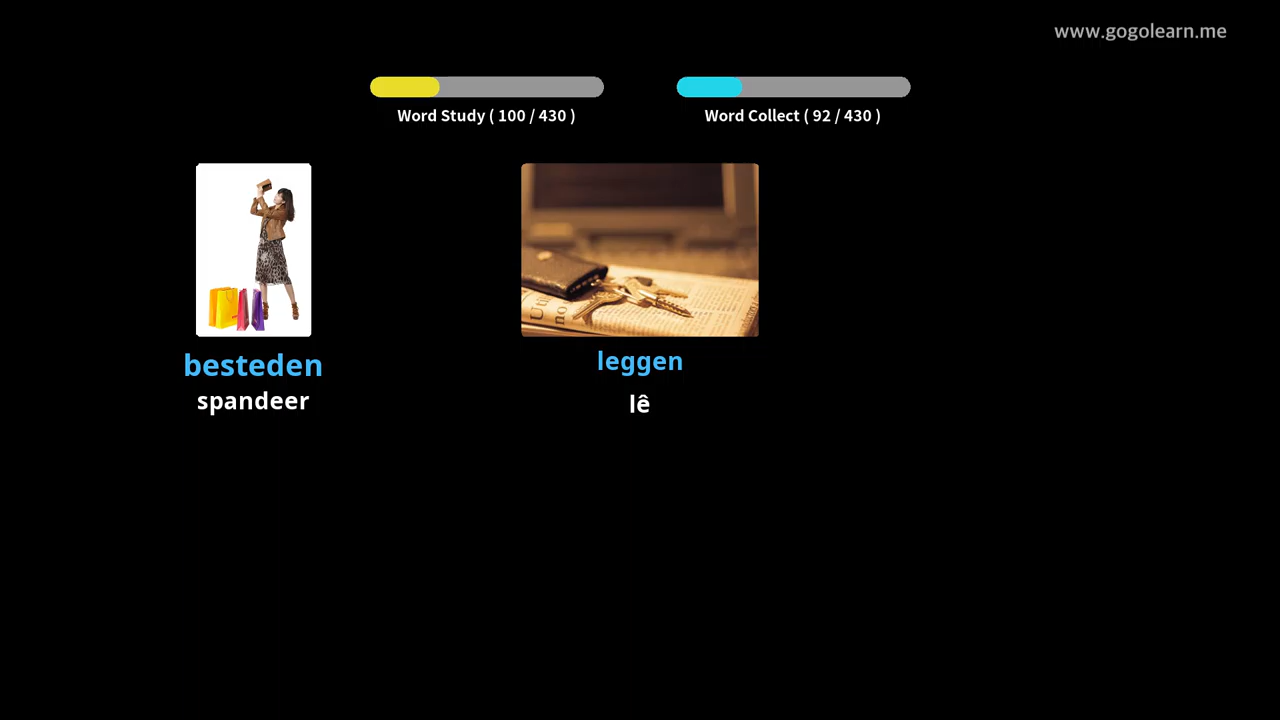 www.gogolearn.me
Word Study ( 100 / 430 )
Word Collect ( 92 / 430 )
besteden
spandeer
leggen
lê